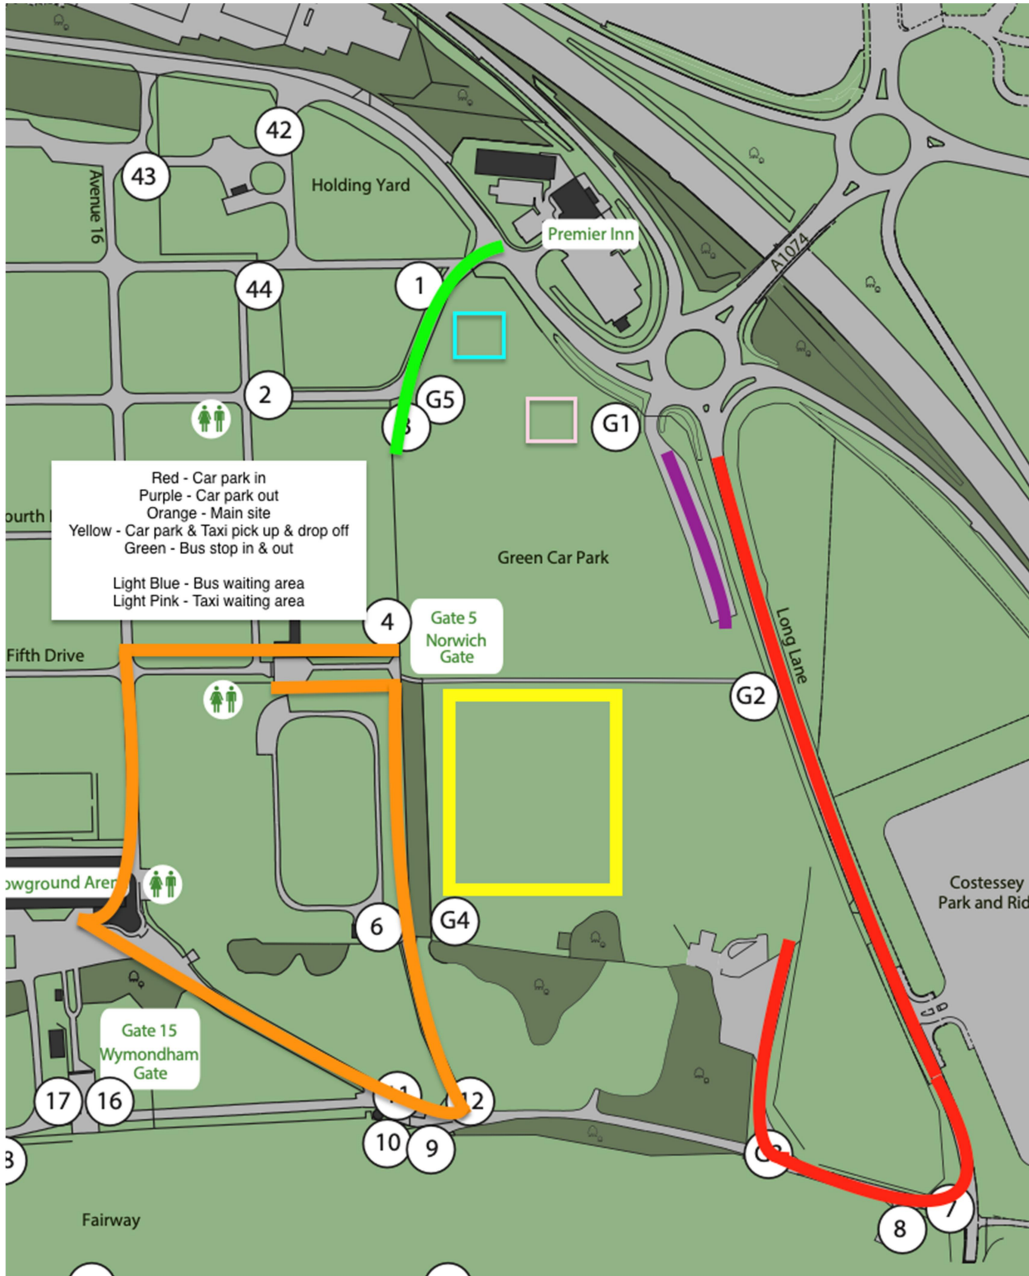 42
43
Avenue 16
Holding Yard
Premier Inn
A1074
44
1
2
G5
3
G1
Red - Car park in
Purple - Car park out
Orange - Main site
Yellow - Car park & Taxi pick up & drop off
Green - Bus stop in & out
Light Blue - Bus waiting area
Light Pink - Taxi waiting area
ourth
Green Car Park
4
Gate 5
Norwich
Gate
Long Lane
Fifth Drive
G2
owground Aren
6
G4
Costessey
Park and Rid
Gate 15
Wymondham
Gate
17
16
11
12
10
9
G3
8
7
8
Fairway